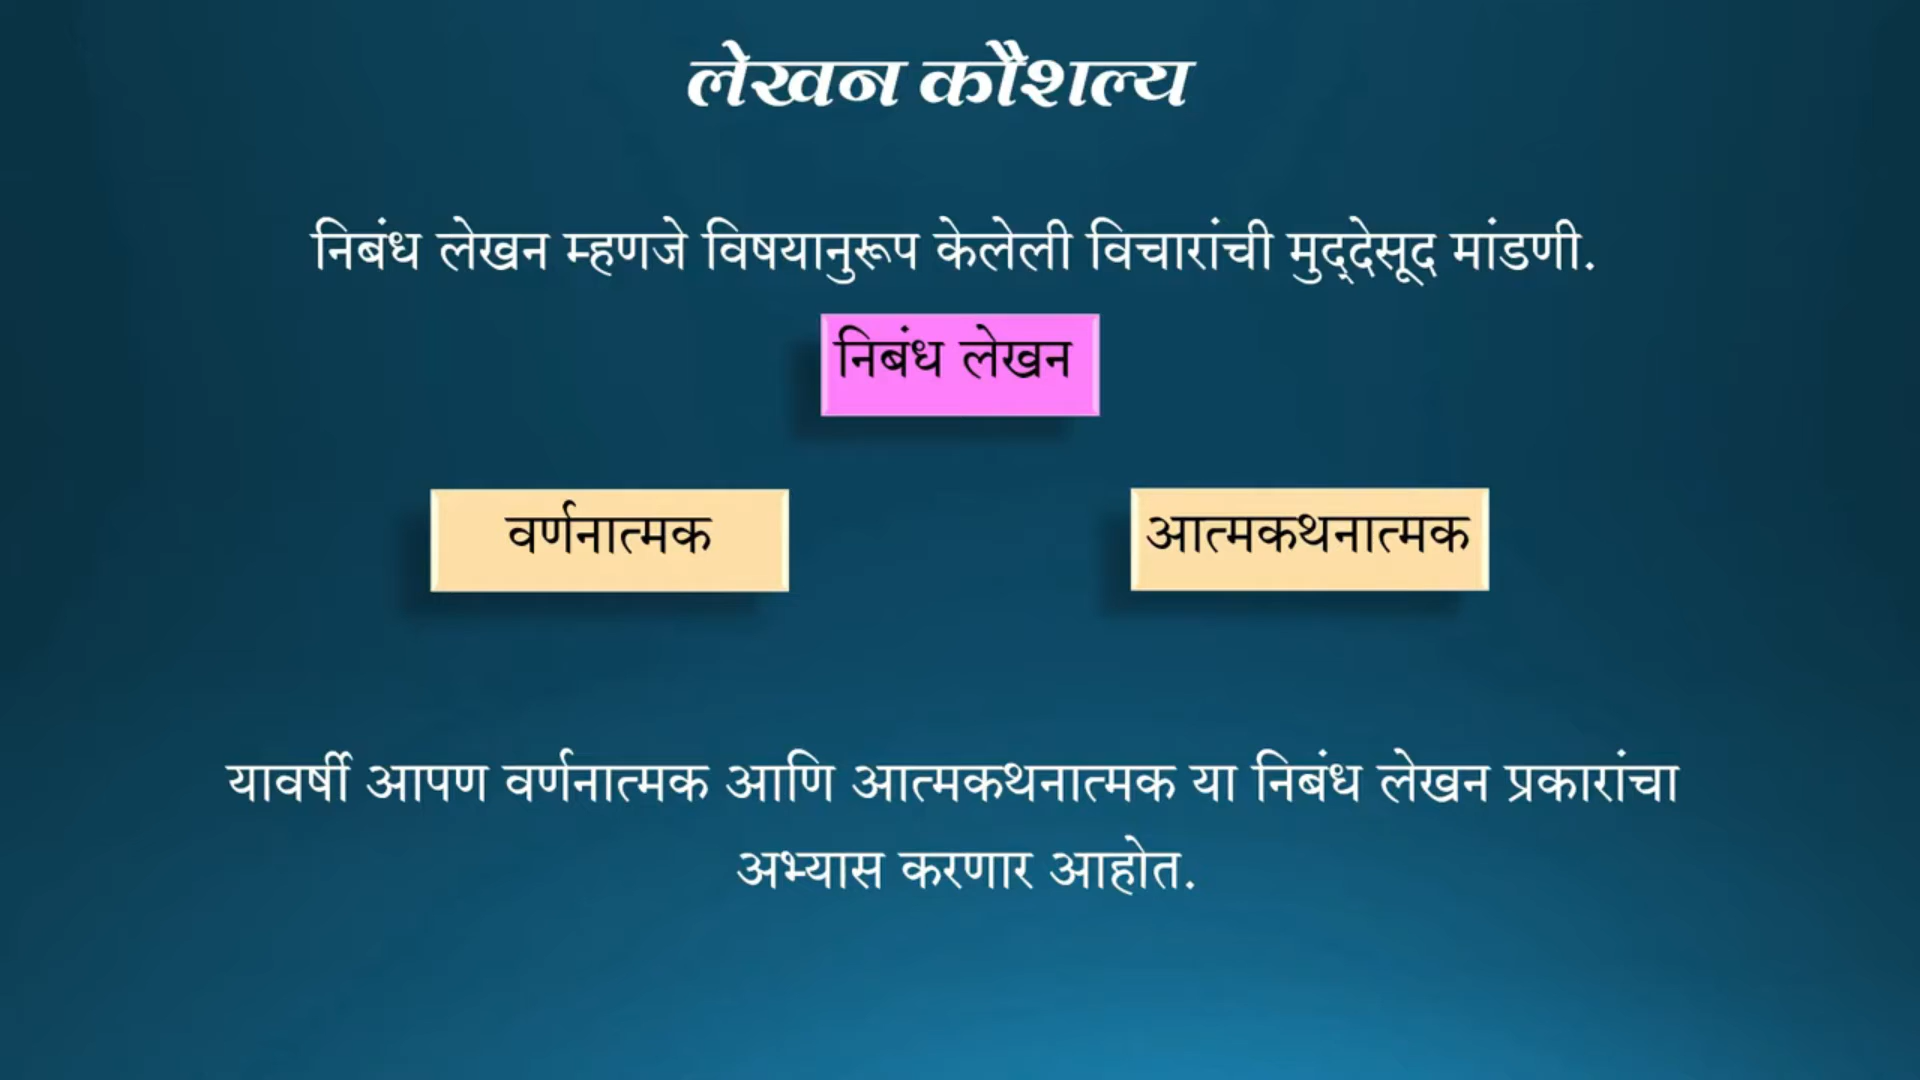 लेखन कौशल्य
निबंध लेखन म्हणजे विषयानुरूप केलेली विचारांची मुद्‌देसूद मांडणी.
निबंध लेखन
वर्णनात्मक
आत्मकथनात्मक
यावर्षी आपण वर्णनात्मक आणि आत्मकथनात्मक या निबंध लेखन प्रकारांचा
अभ्यास करणार आहोत.